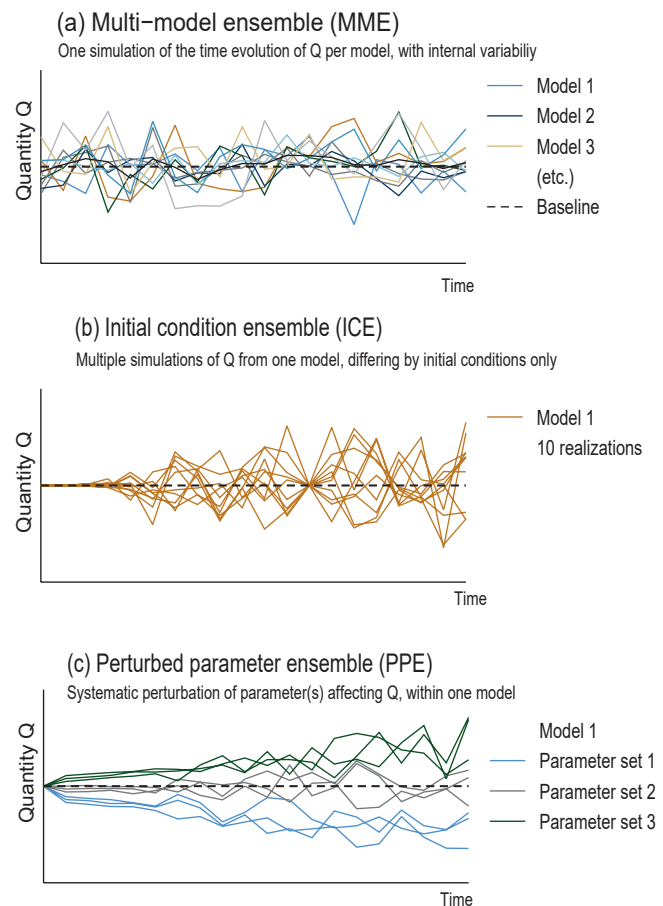 (a) Multi−model ensemble (MME)
One simulation of the time evolution of Q per model, with internal variabiliy
Quantity Q
Model 1
Model 2
Model 3
(etc.)
Baseline
Time
(b) Initial condition ensemble (ICE)
Multiple simulations of Q from one model, differing by initial conditions only
Quantity Q
Model 1
10 realizations
Time
(c) Perturbed parameter ensemble (PPE)
Systematic perturbation of parameter(s) affecting Q, within one model
Quantity Q
Model 1
Parameter set 1
Parameter set 2
Parameter set 3
Time